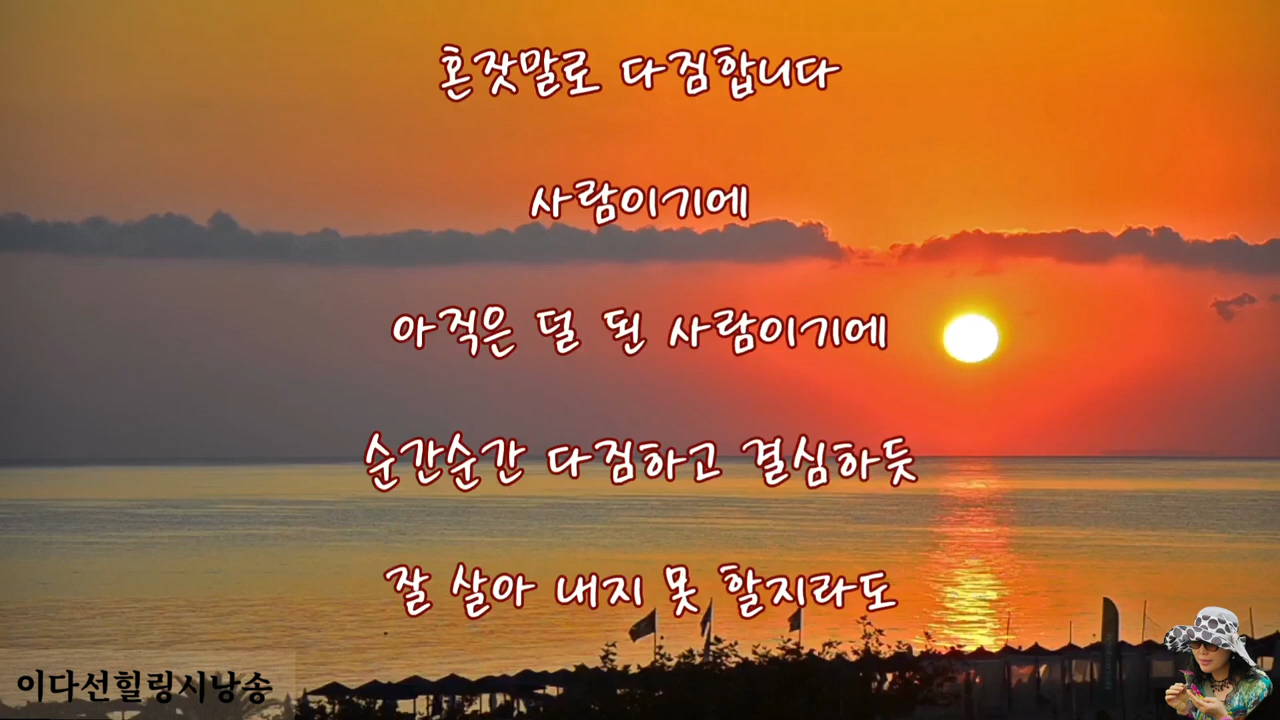 혼잣말로 다짐합니다
사람이기에
아직은 덜 된 사람이기에
순간순간 다짐하고 결심하듯
잘 살아 내지 못 할지라도
이다선힐링시낭송